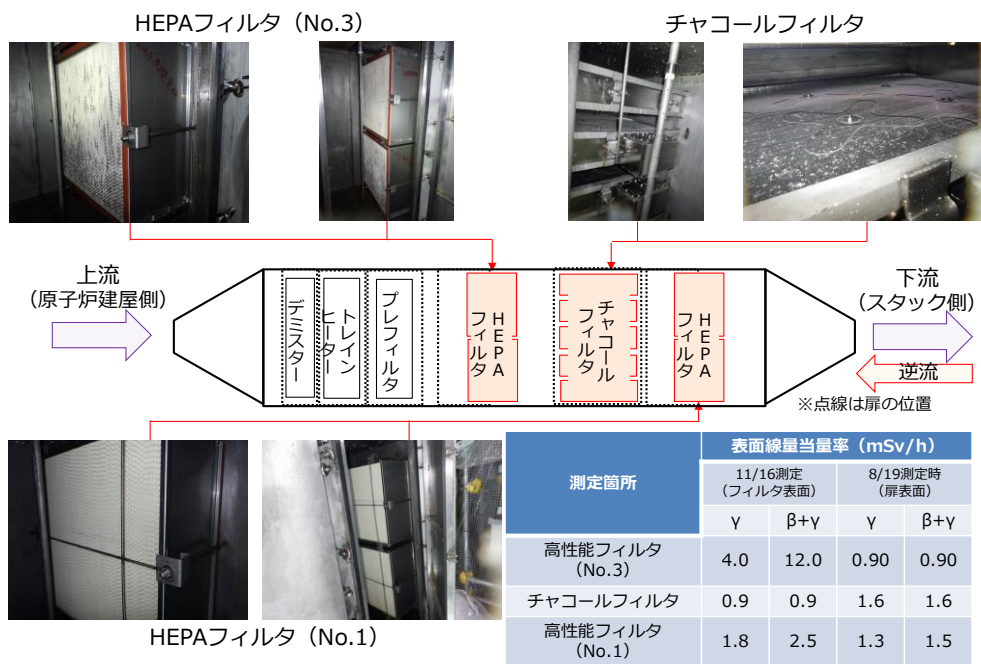 HEPAフィルタ（No.3）
チャコールフィルタ
上流
（原子炉建屋側）
デミスター
トレイン
ヒーター
プレフィルタ
HEPA
フィルタ
チャコール
フィルタ
HEPA
フィルタ
下流
（スタック側）
逆流
※点線は扉の位置
HEPAフィルタ（No.1）
測定箇所
表面線量当量率（mSv/h）
11/16測定
（フィルタ表面）
8/19測定時
（扉表面）
γ β+γ γ β+γ
高性能フィルタ
（No.3）
4.0 12.0 0.90 0.90
チャコールフィルタ 0.9 0.9 1.6 1.6
高性能フィルタ
（No.1）
1.8 2.5 1.3 1.5